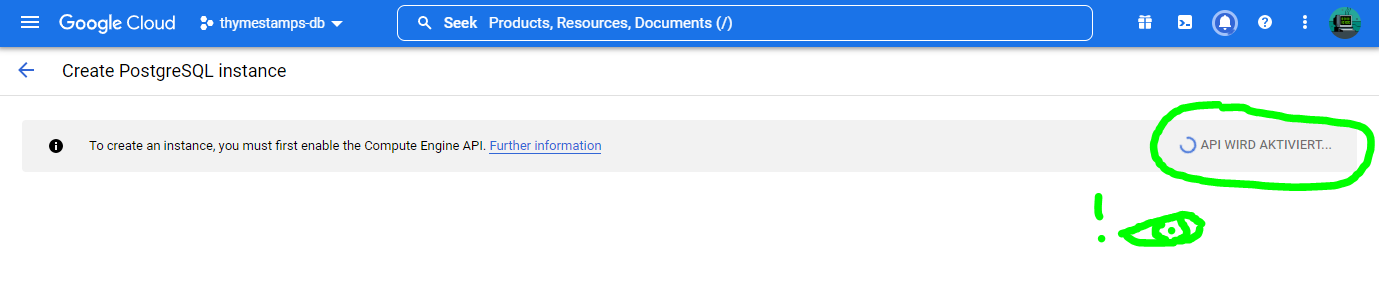 Google Cloud thymestamps-db Seek Products, Resources, Documents (/)
Create PostgreSQL instance
To create an instance, you must first enable the Compute Engine API. Further information API WIRD AKTIVIERT...
!